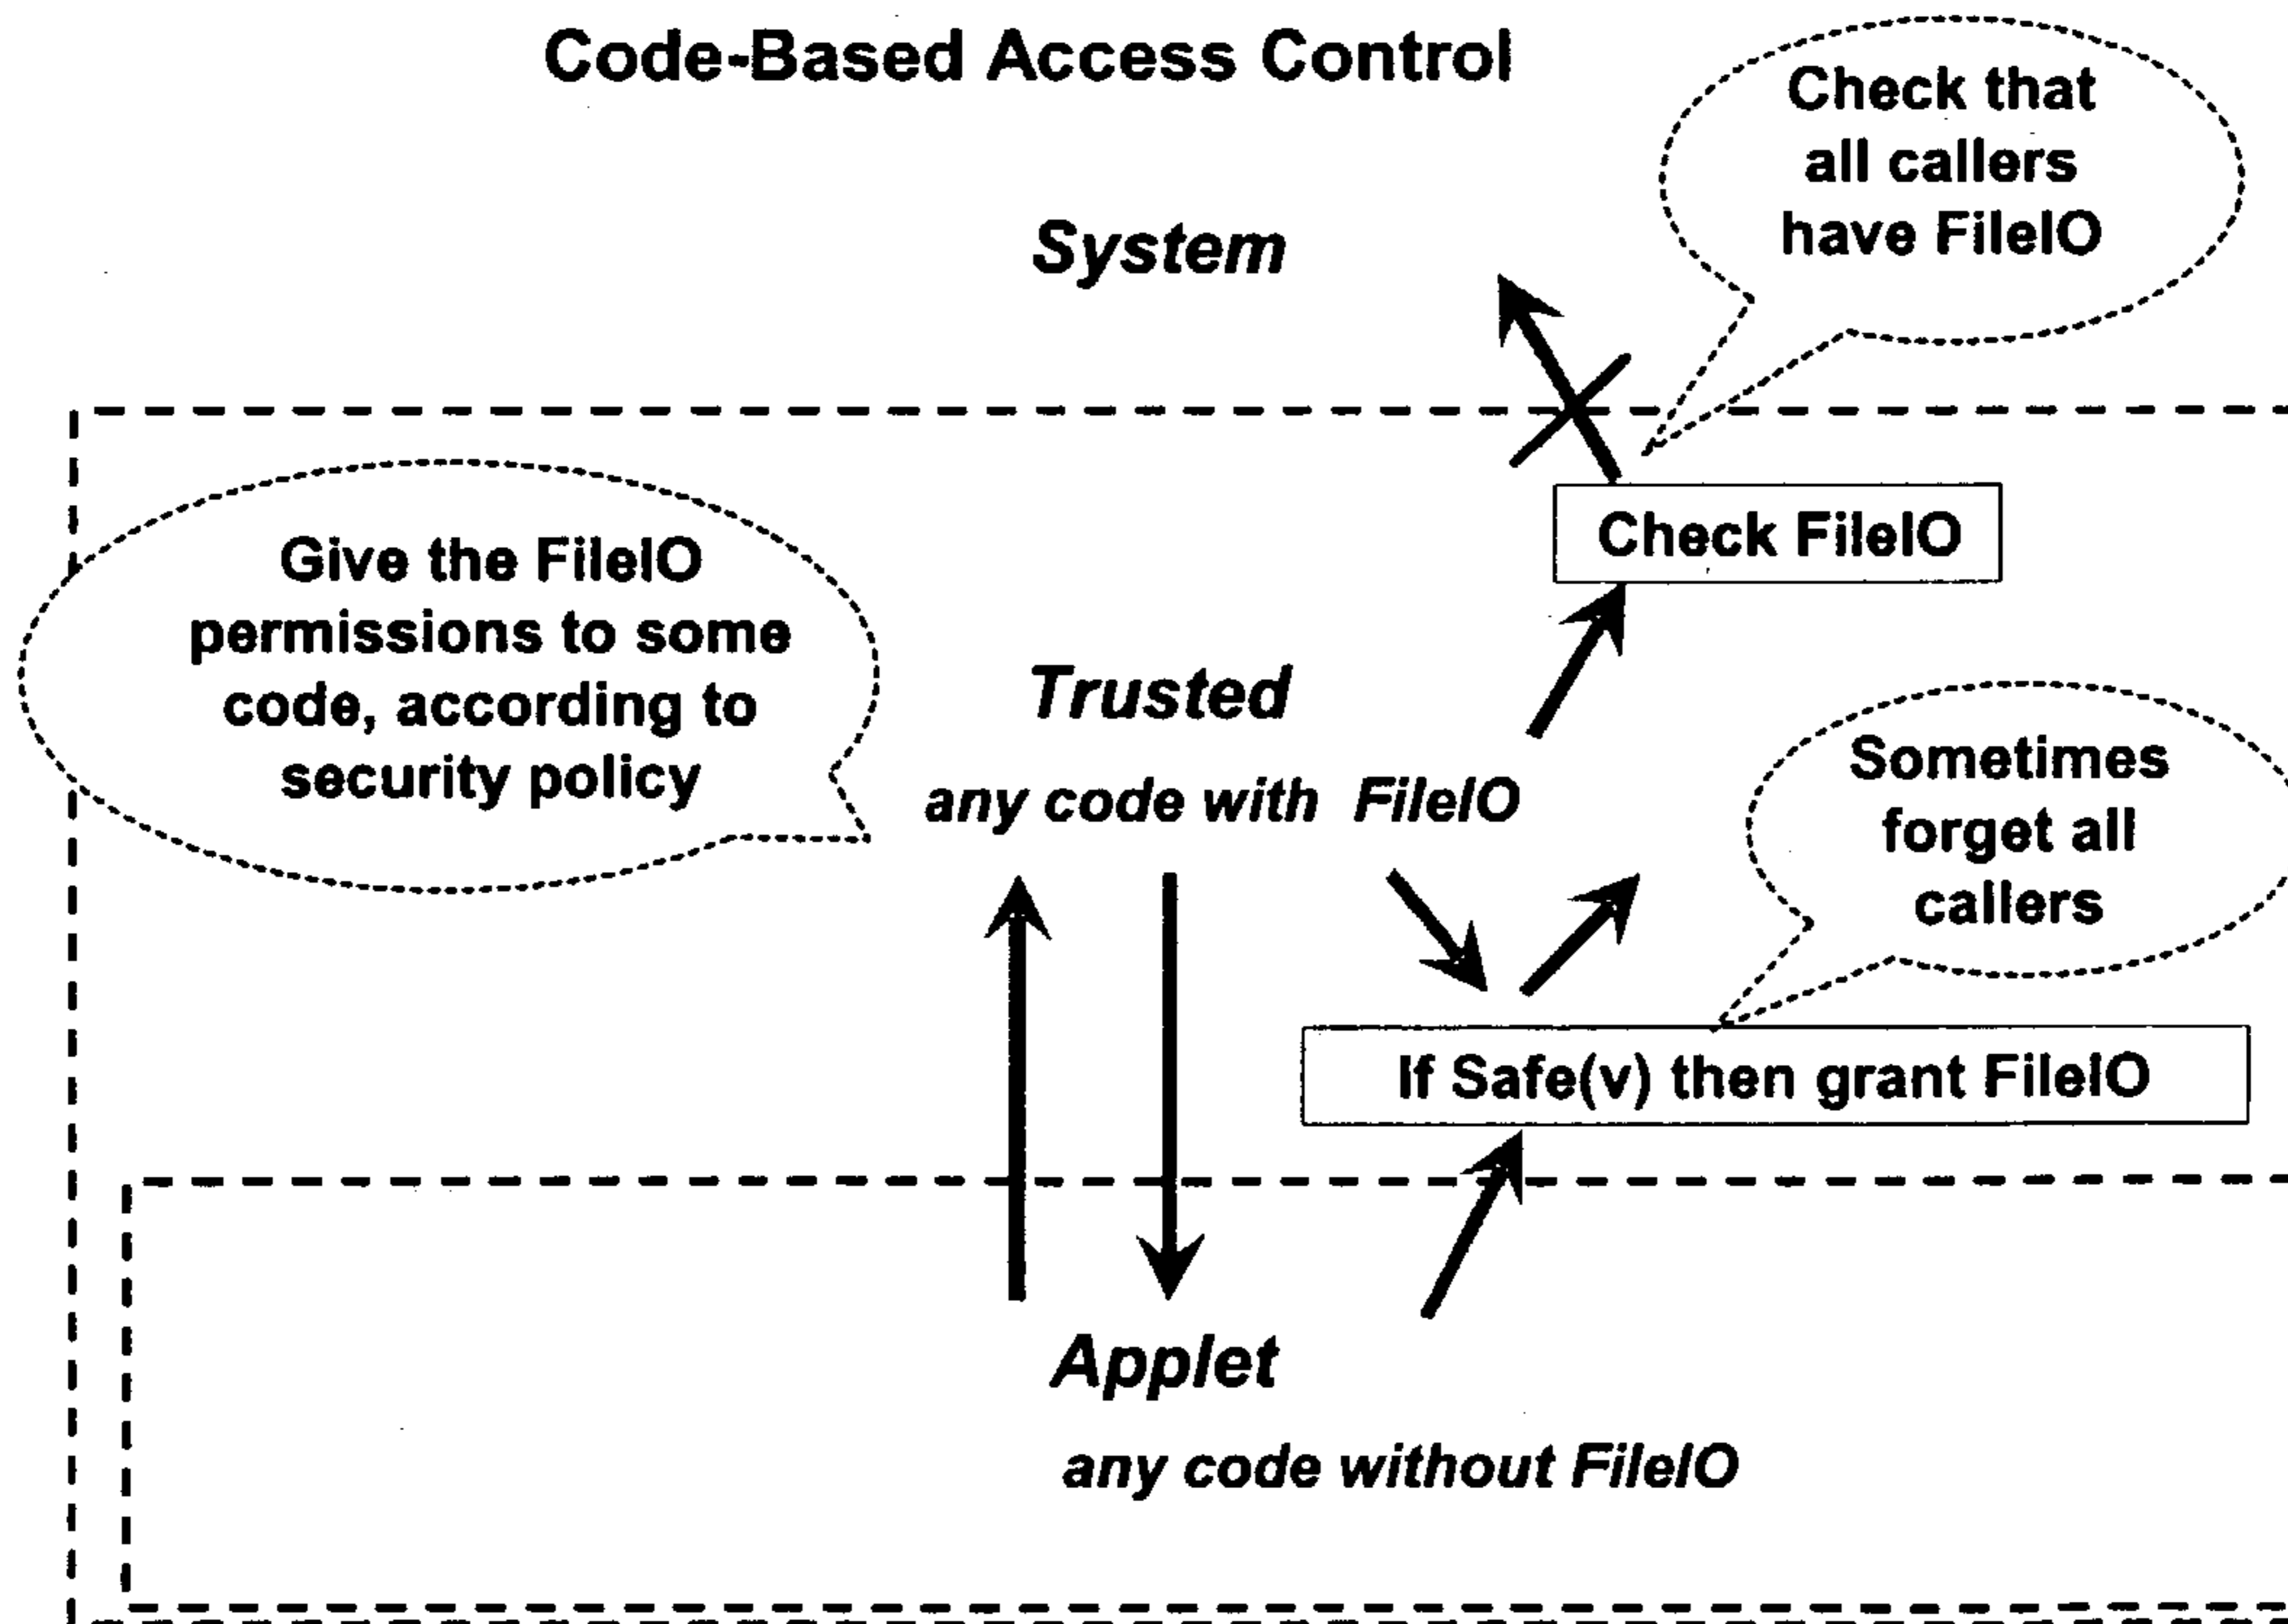 Code-Based Access Control
Check that
all callers
have FileIO
System
Check FileIO
Give the FileIO
permissions to some
code, according to
security policy
Trusted
any code with FileIO
Sometimes
forget all
callers
If Safe(v) then grant FileIO
Applet
any code without FileIO